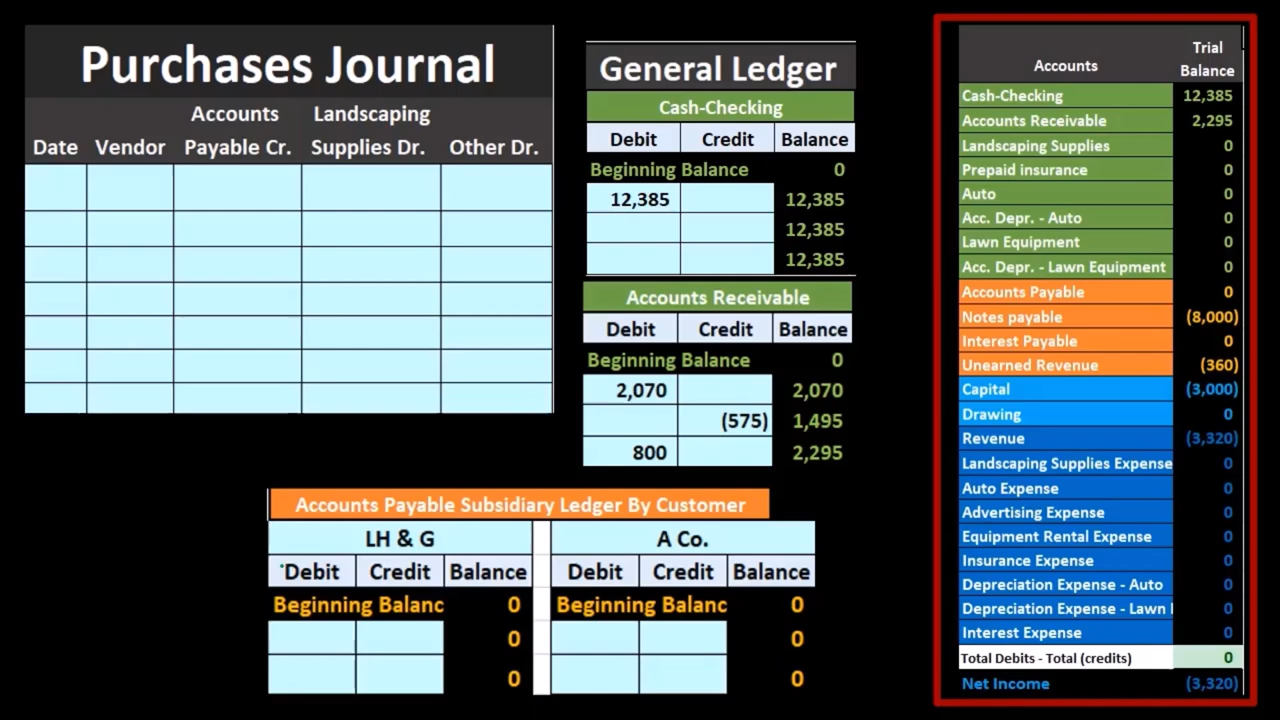 Purchases Journal
Accounts Landscaping
Date Vendor Payable Cr. Supplies Dr. Other Dr.
General Ledger
Cash-Checking
Debit Credit Balance
Beginning Balance 0
12,385 12,385
12,385
12,385
Accounts Receivable
Debit Credit Balance
Beginning Balance 0
2,070 2,070
(575) 1,495
800 2,295
Accounts Payable Subsidiary Ledger By Customer
LH & G A Co.
Debit Credit Balance Debit Credit Balance
Beginning Balanc 0 Beginning Balanc 0
0 0
0 0
Trial
Accounts Balance
Cash-Checking 12,385
Accounts Receivable 2,295
Landscaping Supplies 0
Prepaid insurance 0
Auto 0
Acc. Depr. - Auto 0
Lawn Equipment 0
Acc. Depr. - Lawn Equipment 0
Accounts Payable 0
Notes payable (8,000)
Interest Payable 0
Unearned Revenue (360)
Capital (3,000)
Drawing 0
Revenue (3,320)
Landscaping Supplies Expense 0
Auto Expense 0
Advertising Expense 0
Equipment Rental Expense 0
Insurance Expense 0
Depreciation Expense - Auto 0
Depreciation Expense - Lawn 0
Interest Expense 0
Total Debits - Total (credits) 0
Net Income (3,320)